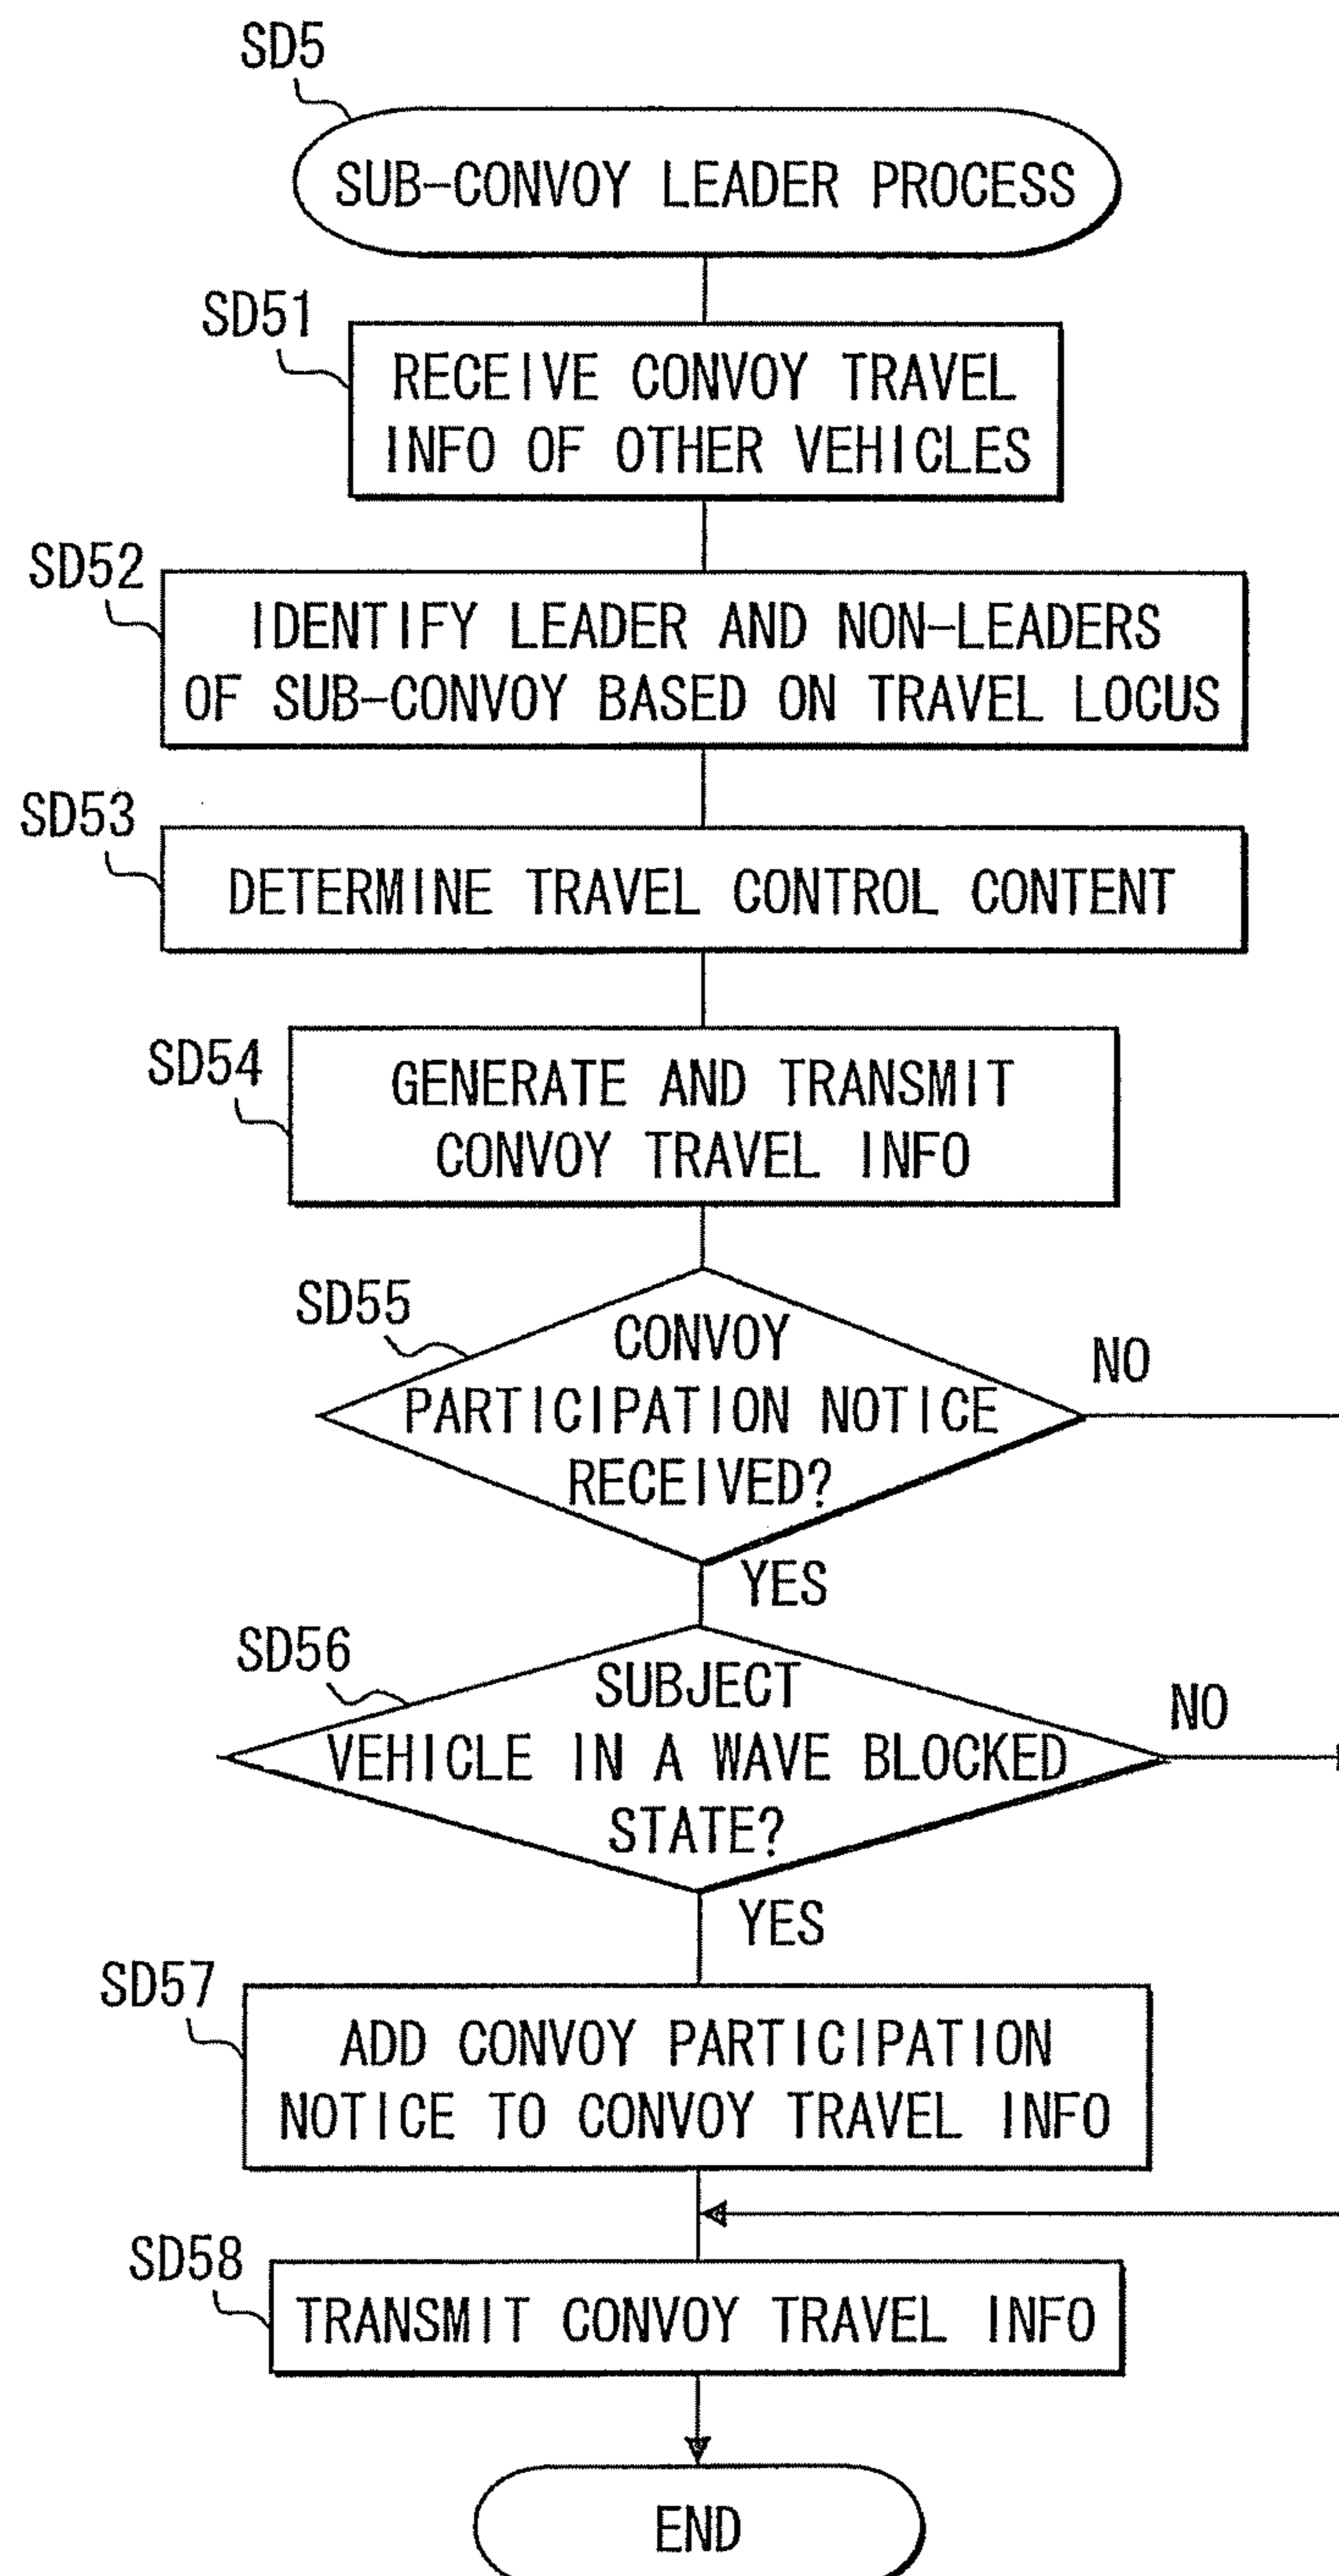 SD5
SUB-CONVOY LEADER PROCESS
SD51
RECEIVE CONVOY TRAVEL
INFO OF OTHER VEHICLES
SD52
IDENTIFY LEADER AND NON-LEADERS
OF SUB-CONVOY BASED ON TRAVEL LOCUS
SD53
DETERMINE TRAVEL CONTROL CONTENT
SD54
GENERATE AND TRANSMIT
CONVOY TRAVEL INFO
SD55
CONVOY
PARTICIPATION NOTICE
RECEIVED?
NO
YES
SD56
SUBJECT
VEHICLE IN A WAVE BLOCKED
STATE?
NO
YES
SD57
ADD CONVOY PARTICIPATION
NOTICE TO CONVOY TRAVEL INFO
SD58
TRANSMIT CONVOY TRAVEL INFO
END